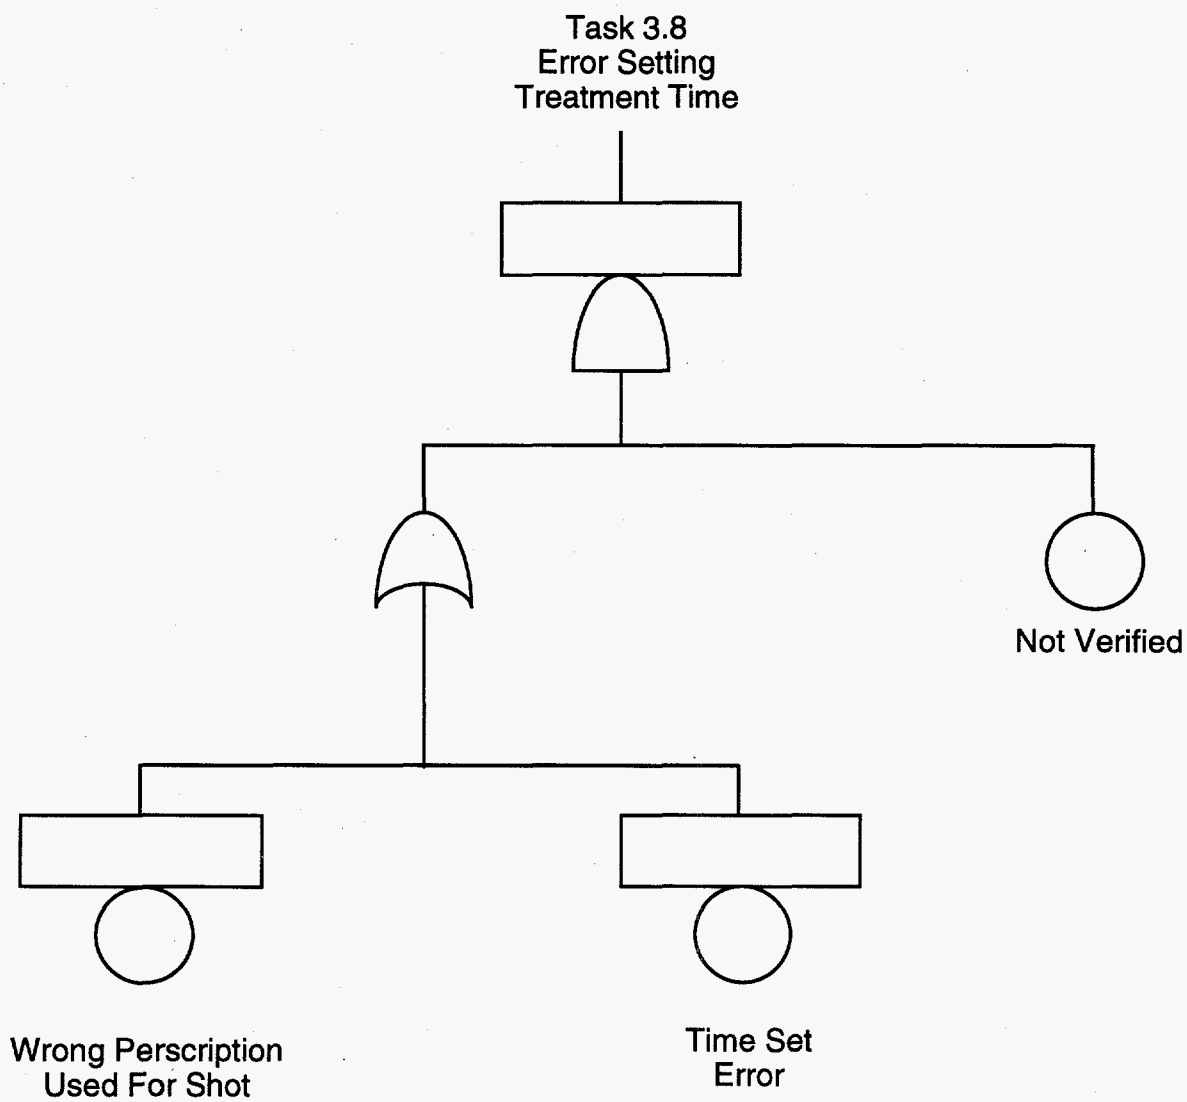 Task 3.8
Error Setting
Treatment Time
Not Verified
Wrong Perscription
Used For Shot
Time Set
Error